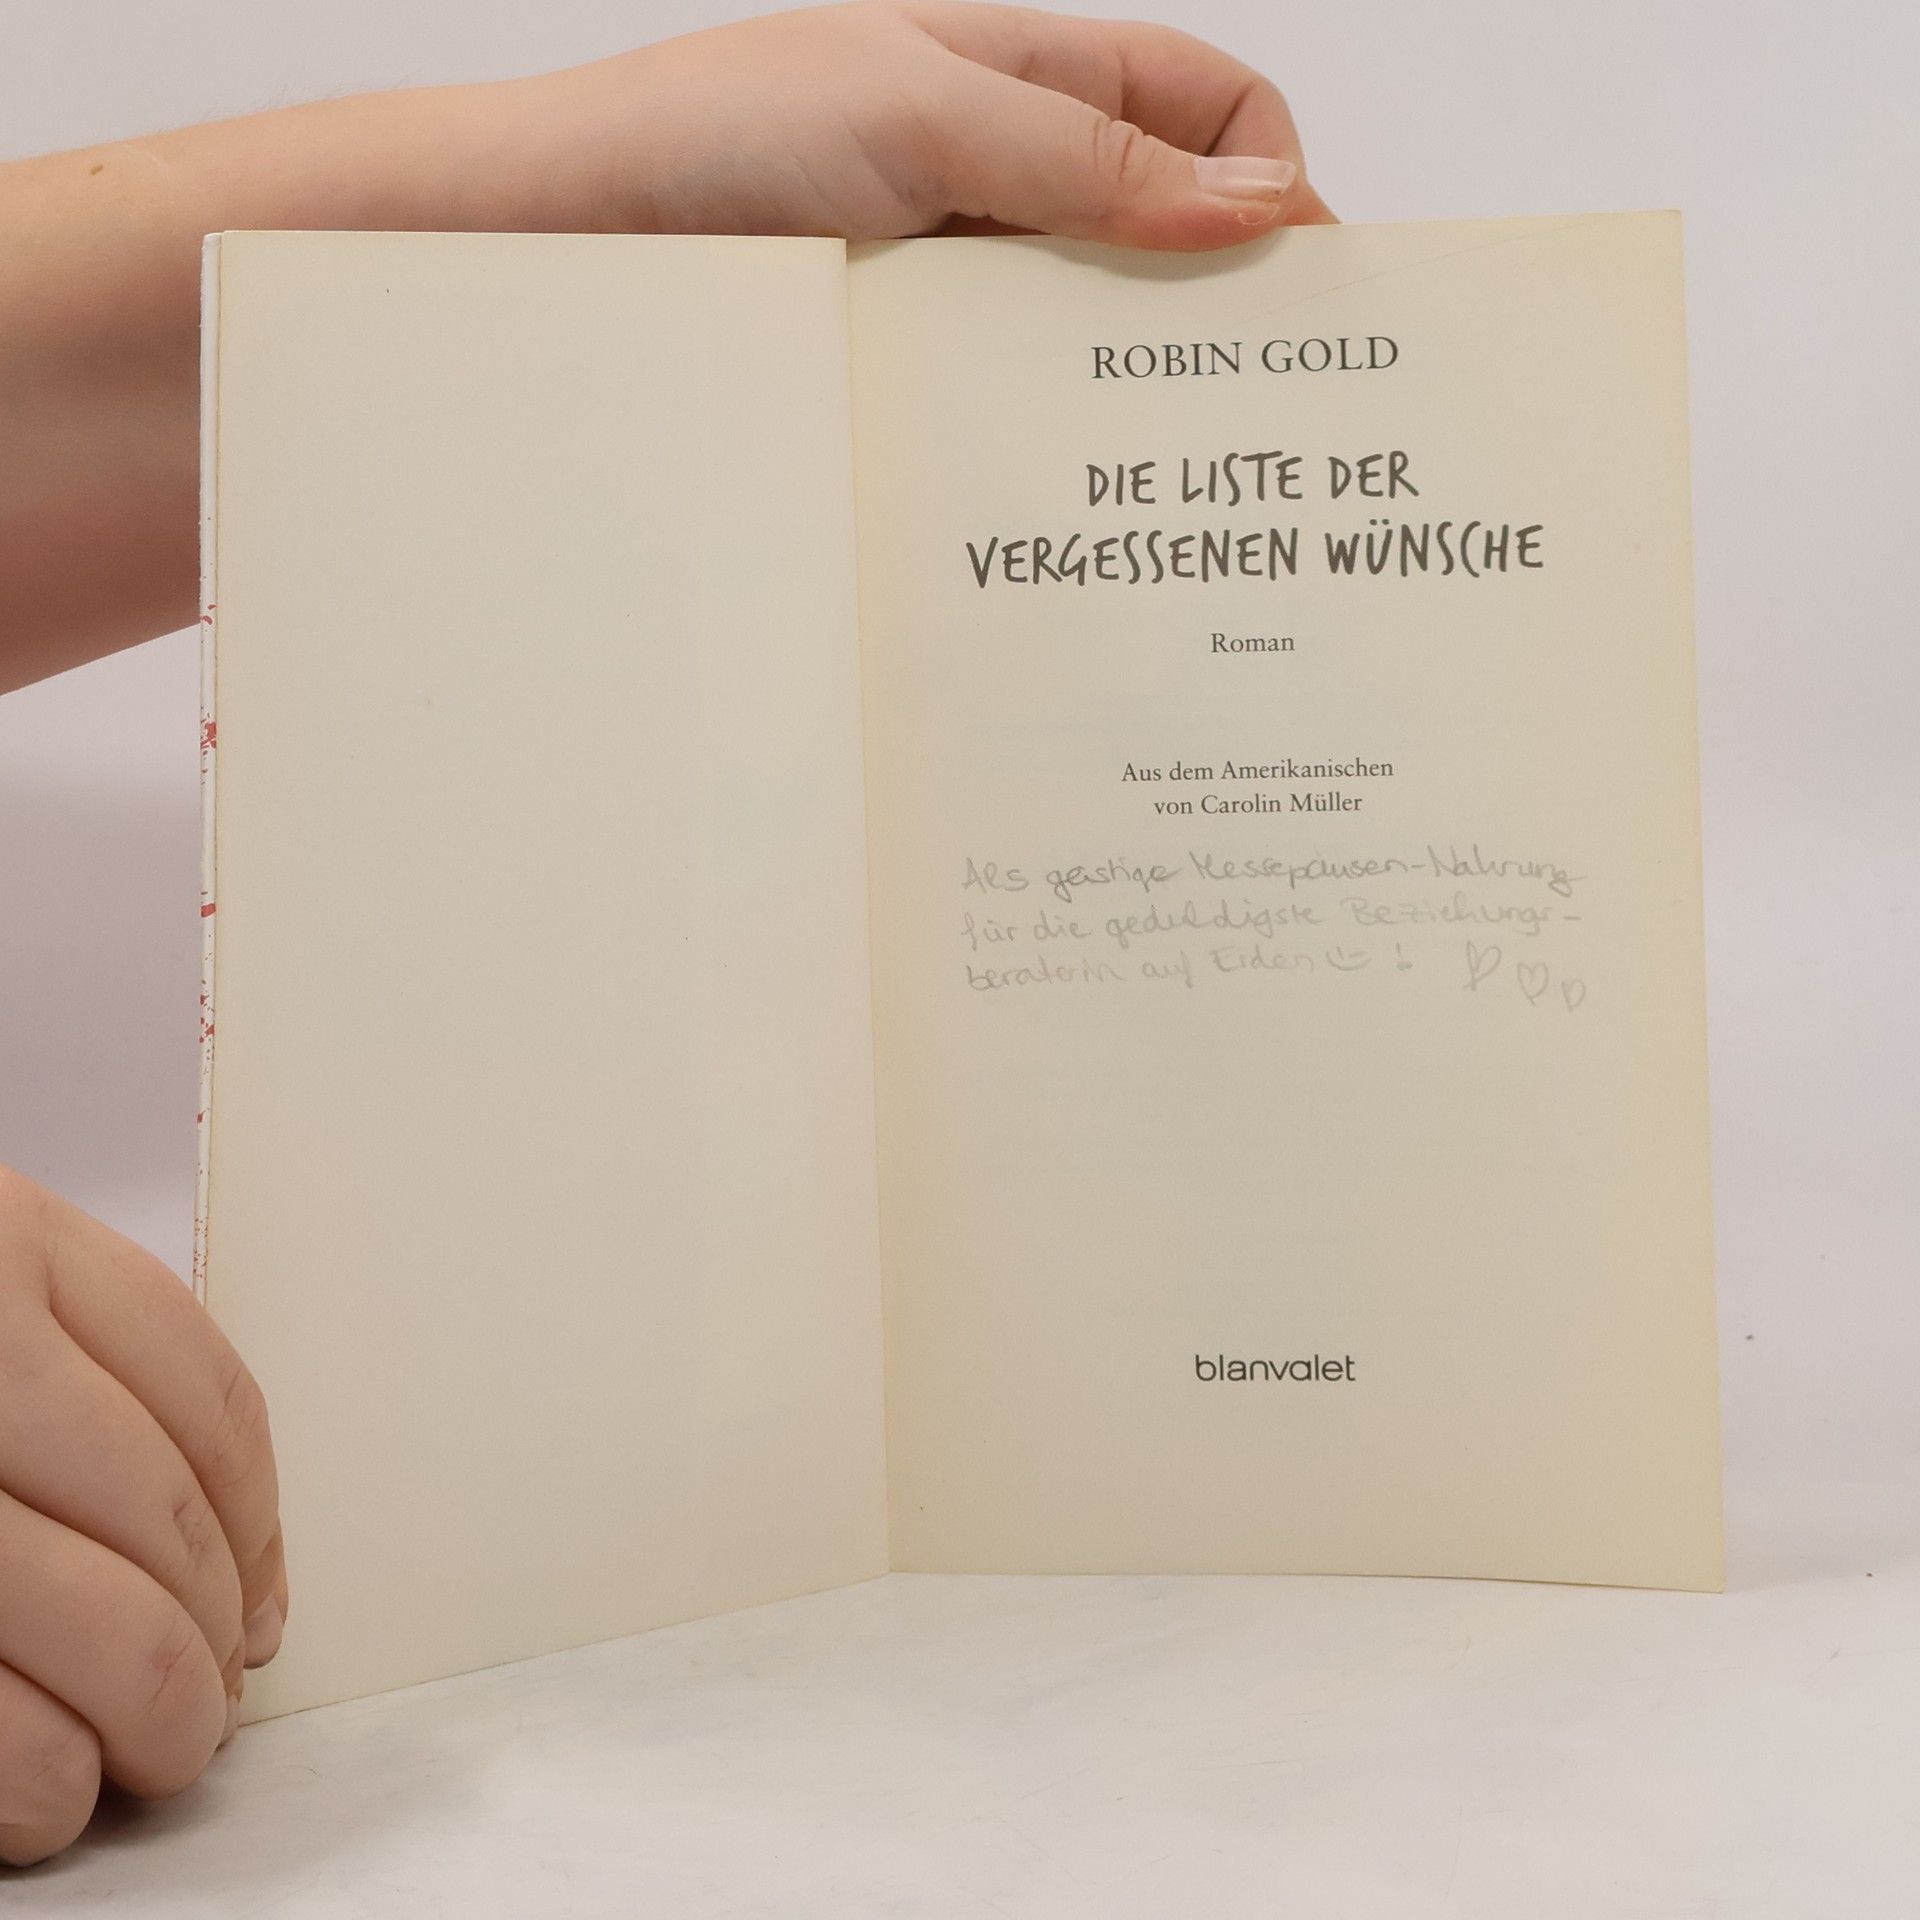 ROBIN GOLD
DIE LISTE DER
VERGESSENEN WÜNSCHE
Roman
Aus dem Amerikanischen
von Carolin Müller
Als geistige Messepausen-Nahrung
für die geduldigste Beziehungs-
beraterin auf Erden !
blanvalet